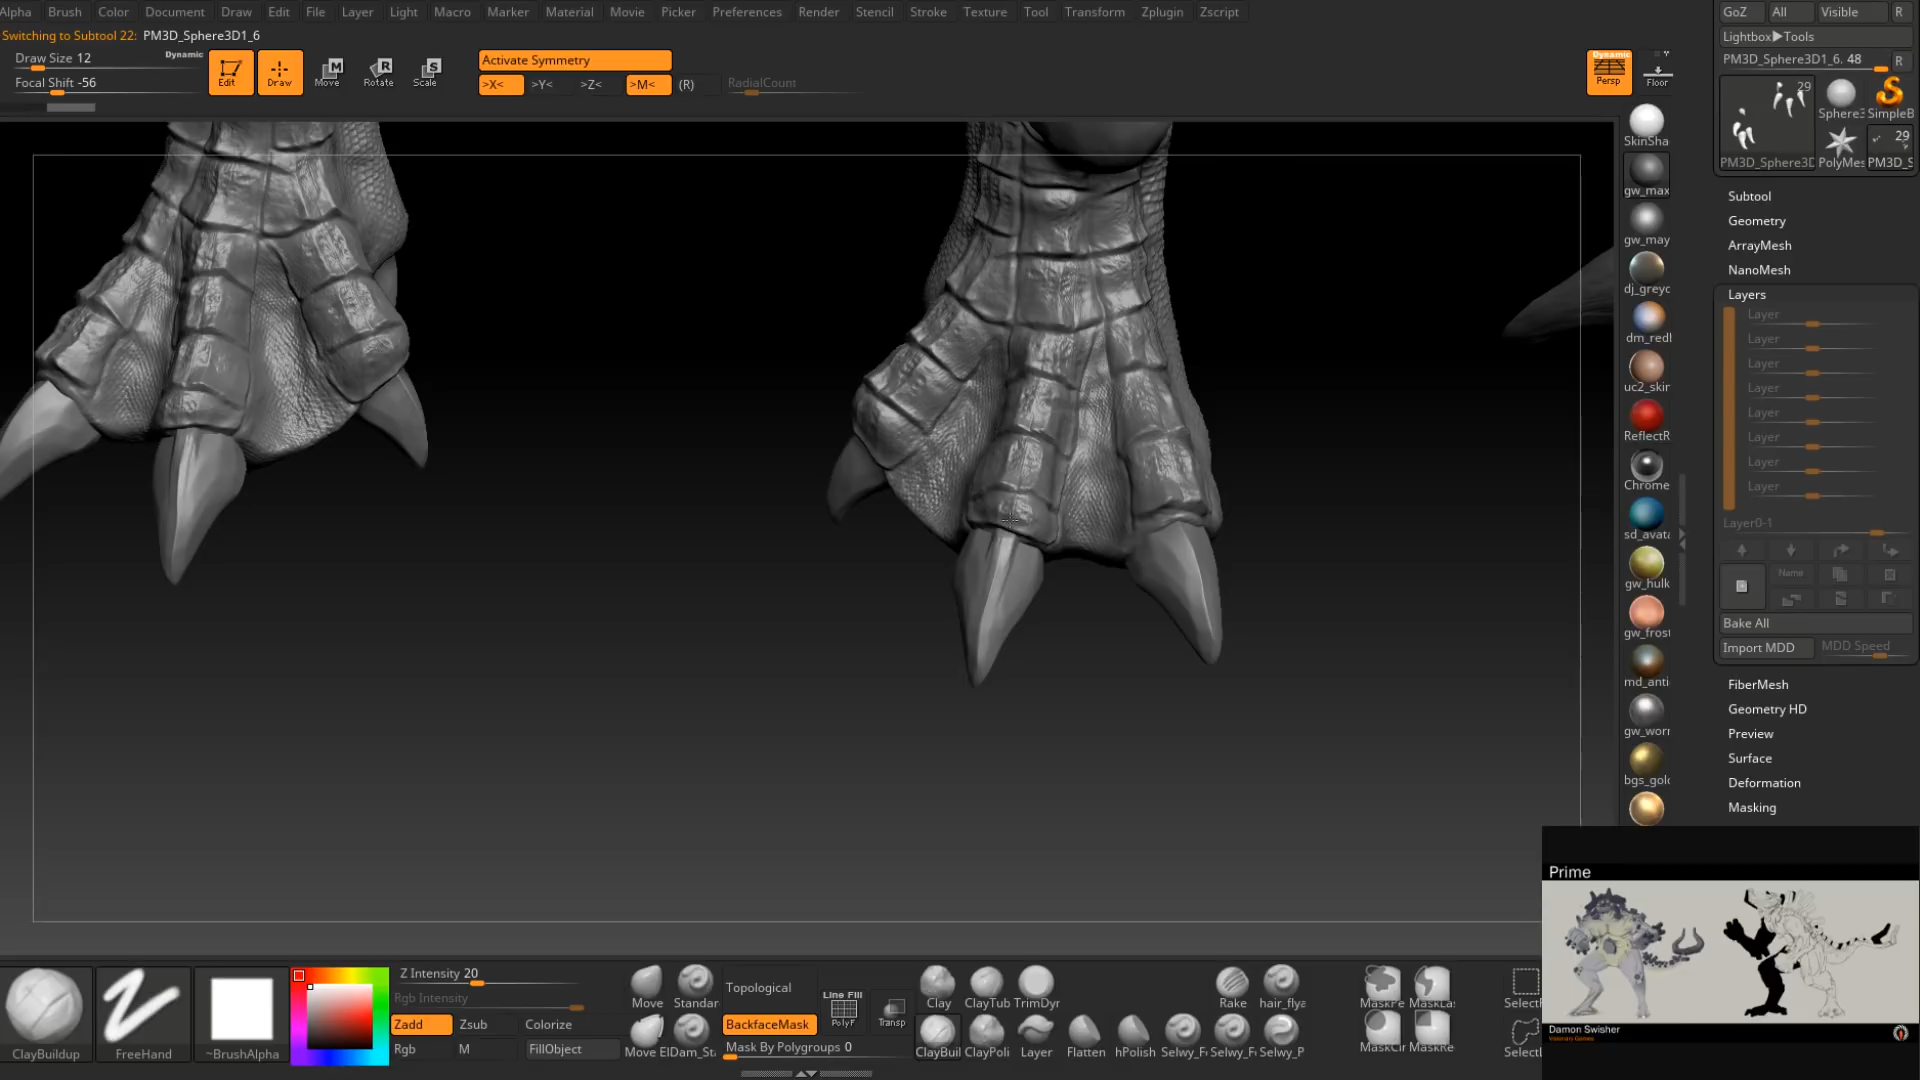 Alpha Brush Color Document Draw Edit File Layer Light Macro Marker Material Movie Picker Preferences Render Stencil Stroke Texture Tool Transform Zplugin Zscript
Switching to Subtool 22: PM3D_Sphere3D1_6
Draw Size 12 Dynamic
Focal Shift -56
Edit Draw Move Rotate Scale
Activate Symmetry
>X< >Y< >Z< >M< (R) RadialCount
Dynamic
Persp Floor
GoZ All Visible R
Lightbox▶Tools
PM3D_Sphere3D1_6. 48 R
29
Sphere3 SimpleB
29
PM3D_Sphere3D PolyMes PM3D_S
SkinSha
gw_max
gw_may
dj_greyc
dm_redl
uc2_skin
ReflectR
Chrome
sd_avata
gw_hulk
gw_frost
md_anti
gw_worn
bgs_gold
Subtool
Geometry
ArrayMesh
NanoMesh
Layers
Layer
Layer
Layer
Layer
Layer
Layer
Layer
Layer
Layer0-1
Name
Bake All
Import MDD MDD Speed
FiberMesh
Geometry HD
Preview
Surface
Deformation
Masking
Prime
Damon Swisher
ClayBuildup FreeHand ~BrushAlpha
Z Intensity 20
Rgb Intensity
Zadd Zsub Colorize
Rgb M FillObject
Move Standar
Move ElDam_St
Topological
BackfaceMask
Mask By Polygroups 0
Line Fill
PolyF Transp
Clay ClayTub TrimDyn
ClayBuil ClayPoli Layer Flatten hPolish Selwy_F Selwy_F Selwy_P
Rake hair_flya
MaskPe MaskLa
MaskCir MaskRe
SelectR
SelectL